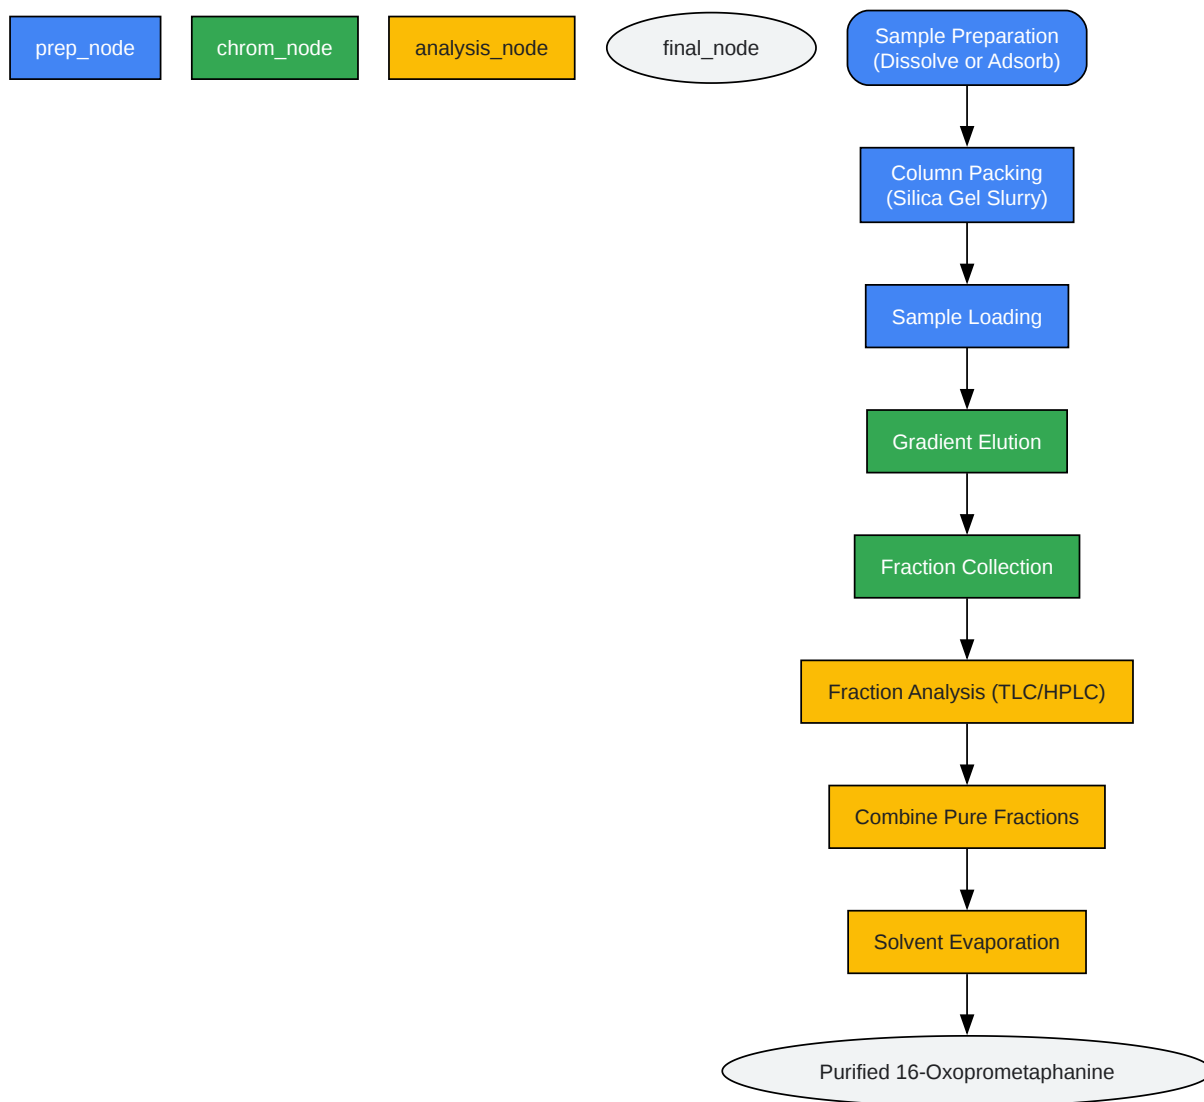 prep_node
chrom_node
analysis_node
final_node
Sample Preparation
(Dissolve or Adsorb)
Column Packing
(Silica Gel Slurry)
Sample Loading
Gradient Elution
Fraction Collection
Fraction Analysis (TLC/HPLC)
Combine Pure Fractions
Solvent Evaporation
Purified 16-Oxoprometaphanine